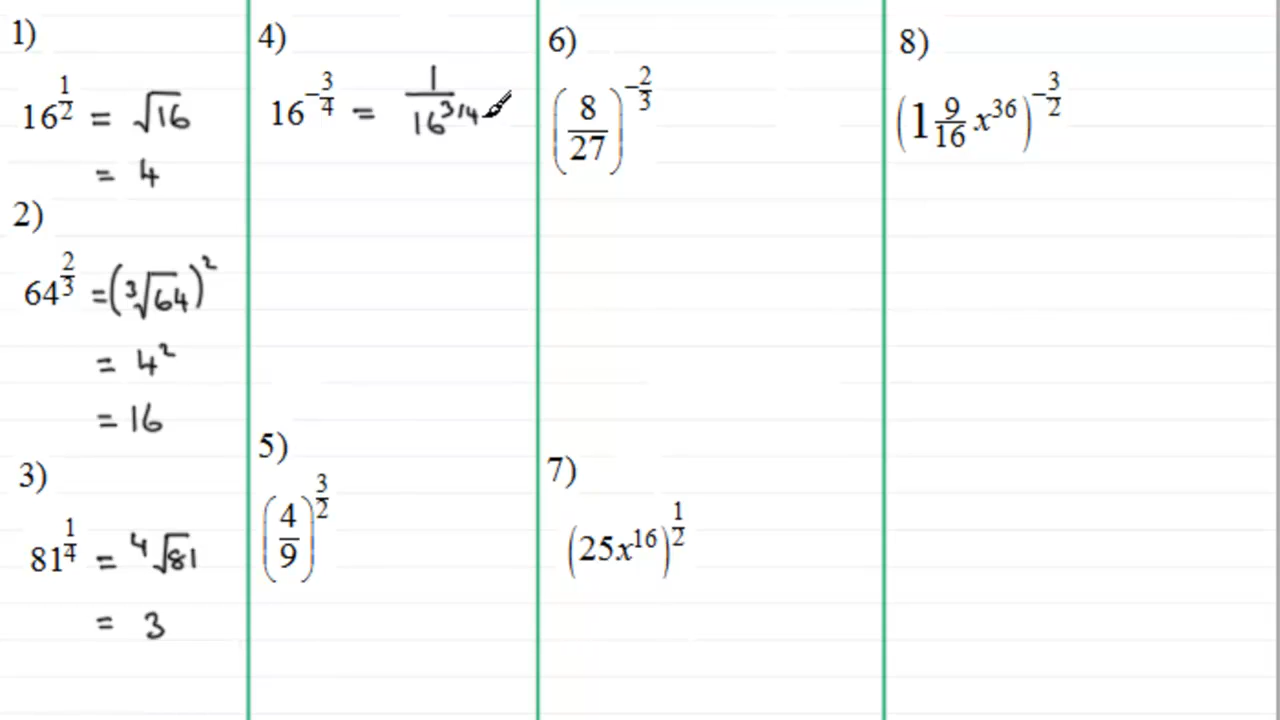 1)
16^(1/2) = √16
= 4
2)
64^(2/3) = (³√64)²
= 4²
= 16
3)
81^(1/4) = ⁴√81
= 3
4)
16^(-3/4) = 1/16^(3/4)
5)
(4/9)^(3/2)
6)
(8/27)^(-2/3)
7)
(25x^16)^(1/2)
8)
(1 9/16 x^36)^(-3/2)